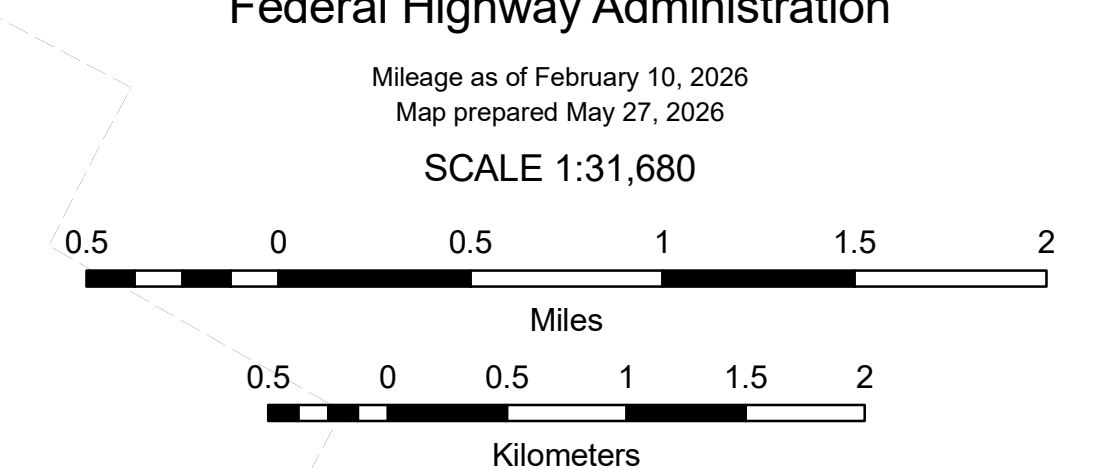 Federal Highway Administration
Mileage as of February 10, 2026
Map prepared May 27, 2026
SCALE 1:31,680
0.5 0 0.5 1 1.5 2
Miles
0.5 0 0.5 1 1.5 2
Kilometers